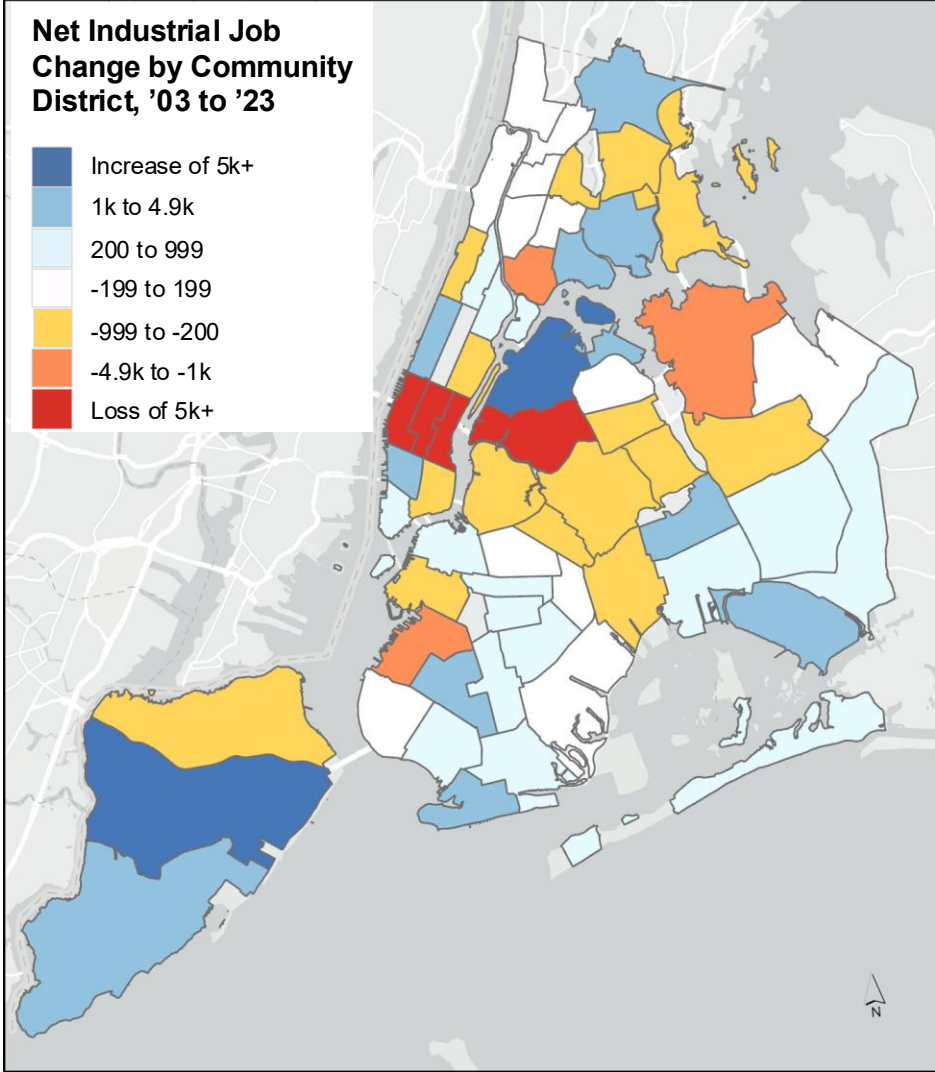 Net Industrial Job
Change by Community
District, ’03 to ’23
Increase of 5k+
1k to 4.9k
200 to 999
-199 to 199
-999 to -200
-4.9k to -1k
Loss of 5k+
N